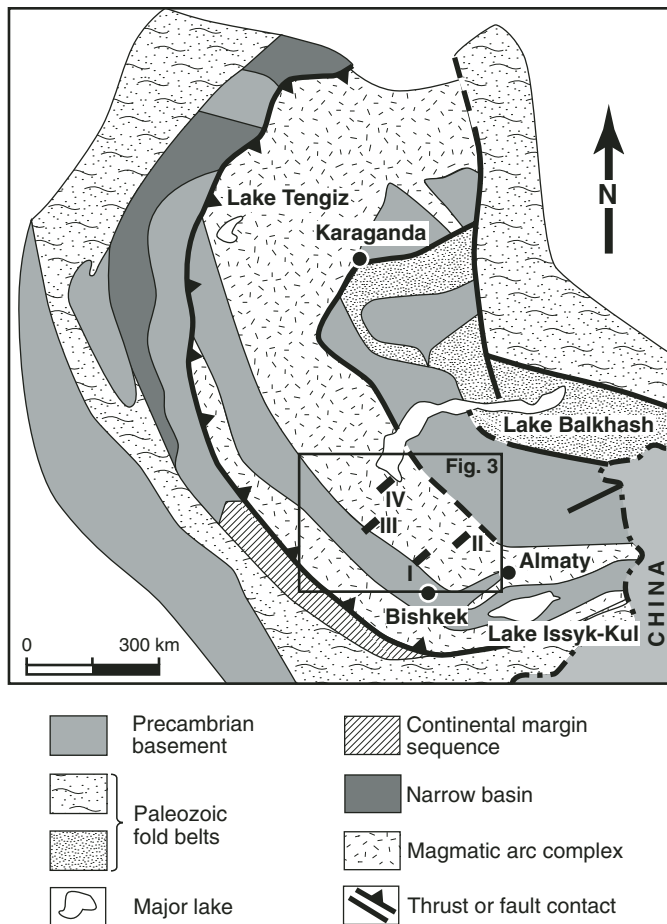 N
Lake Tengiz
Karaganda
Lake Balkhash
Fig. 3
IV
III
II
I
Almaty
Bishkek
Lake Issyk-Kul
CHINA
0 300 km
Precambrian
basement
Continental margin
sequence
Paleozoic
fold belts
Narrow basin
Magmatic arc complex
Major lake
Thrust or fault contact